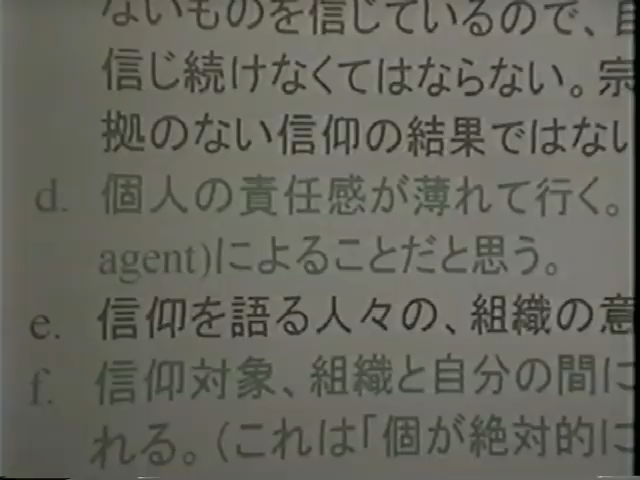 ないものを信じているので、自
信じ続けなくてはならない。宗
拠のない信仰の結果ではない
d. 個人の責任感が薄れて行く。
agent)によることだと思う。
e. 信仰を語る人々の、組織の意
f. 信仰対象、組織と自分の間に
れる。(これは「個が絶対的に